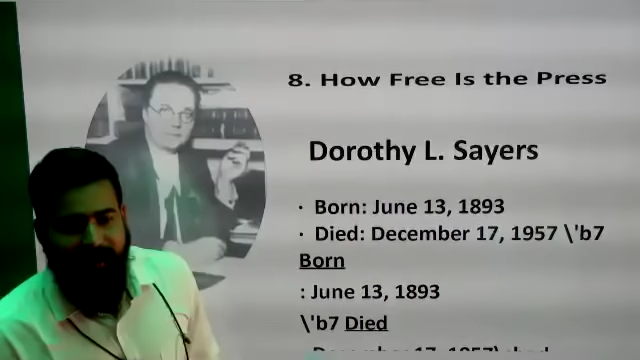 8. How Free Is the Press
Dorothy L. Sayers
· Born: June 13, 1893
· Died: December 17, 1957 \'b7
Born
: June 13, 1893
\'b7 Died